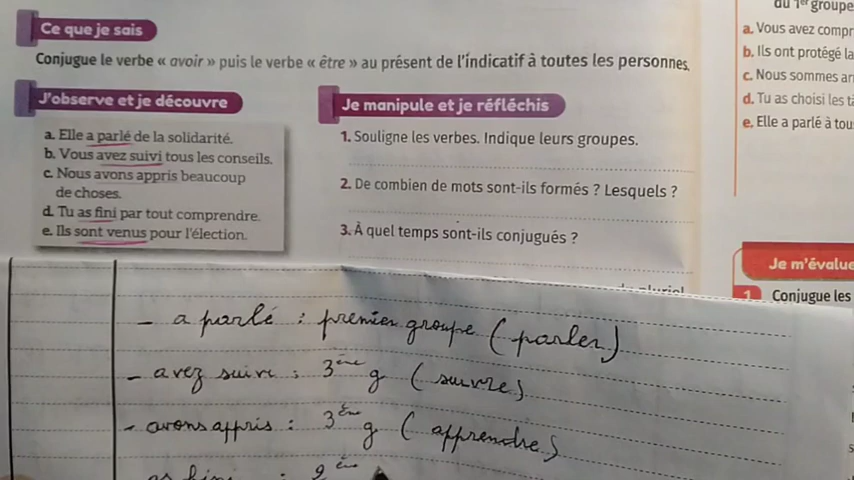 Ce que je sais
Conjugue le verbe « avoir » puis le verbe « être » au présent de l'indicatif à toutes les personnes.
J'observe et je découvre
a. Elle a parlé de la solidarité.
b. Vous avez suivi tous les conseils.
c. Nous avons appris beaucoup
de choses.
d. Tu as fini par tout comprendre.
e. Ils sont venus pour l'élection.
Je manipule et je réfléchis
1. Souligne les verbes. Indique leurs groupes.
2. De combien de mots sont-ils formés ? Lesquels ?
3. À quel temps sont-ils conjugués ?
du 1er groupe
a. Vous avez compr
b. Ils ont protégé la
c. Nous sommes
d. Tu as choisi les
e. Elle a parlé à
Je m'évalue
1 Conjugue les
- a parlé : premier groupe (parler)
- avez suivi : 3ème g (suivre)
- avons appris : 3ème g (apprendre)
as fini : 2ème